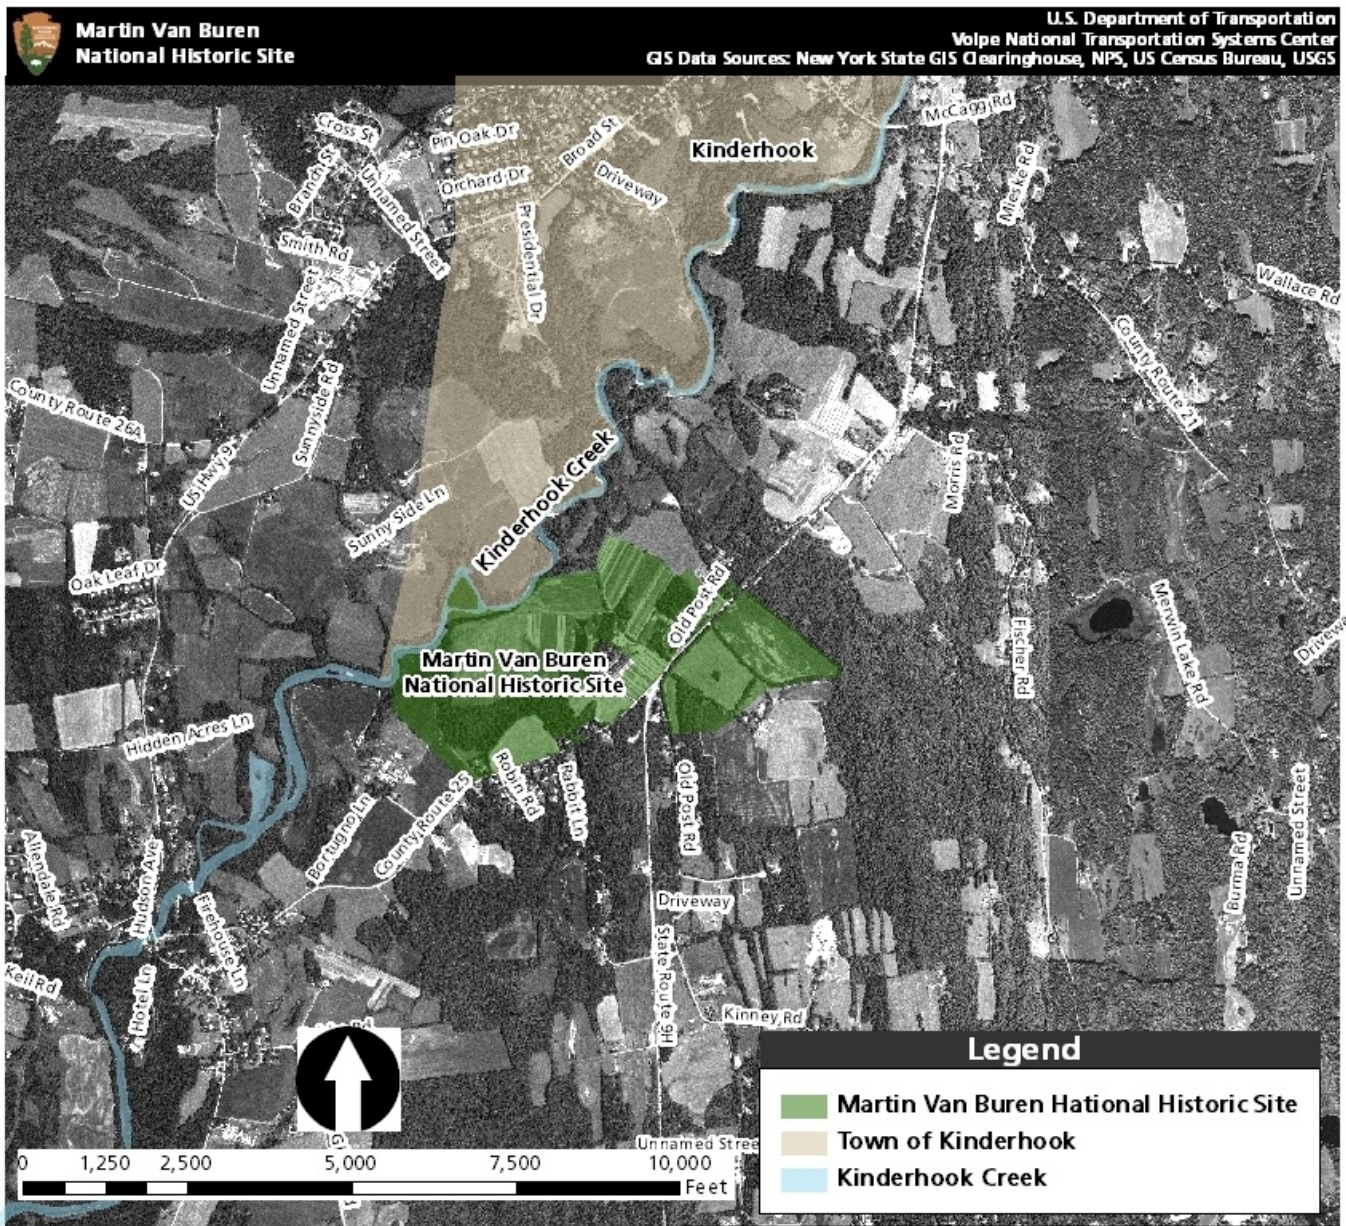 Martin Van Buren
National Historic Site
U.S. Department of Transportation
Volpe National Transportation Systems Center
GIS Data Sources: New York State GIS Clearinghouse, NPS, US Census Bureau, USGS
McCagg Rd
Cross St
Pin Oak Dr
Broad St
Kinderhook
Branch St
Unnamed Street
Orchard Dr
Driveway
Mieske Rd
Smith Rd
Presidential Dr
Wallace Rd
Unnamed Street
County Route 21
County Route 26A
Sunnyside Rd
US Hwy 9
Kinderhook Creek
Morris Rd
Sunny Side Ln
Oak Leaf Dr
Old Post Rd
Merwin Lake Rd
Fischer Rd
Martin Van Buren
National Historic Site
Hidden Acres Ln
Robin Rd
Rabbit Ln
Old Post Rd
Bortugno Ln
County Route 25
Unnamed Street
Allendale Rd
Hudson Ave
Firehouse Ln
Burma Rd
Driveway
State Route 9H
Keil Rd
Hotel Ln
Kinney Rd
Legend
Martin Van Buren Hational Historic Site
Town of Kinderhook
Kinderhook Creek
Unnamed Stree
0 1,250 2,500 5,000 7,500 10,000
Feet